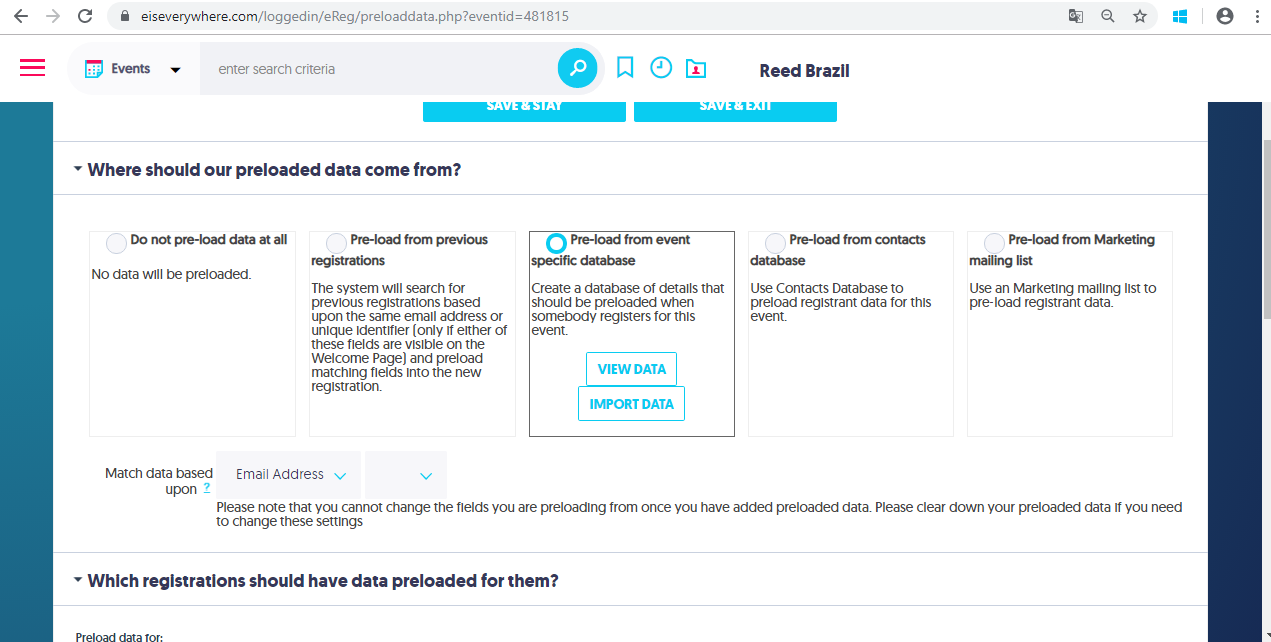 eiseverywhere.com/loggedin/eReg/preloaddata.php?eventid=481815
Events
enter search criteria
Reed Brazil
SAVE & STAY
SAVE & EXIT
Where should our preloaded data come from?
Do not pre-load data at all
No data will be preloaded.
Pre-load from previous
registrations
The system will search for
previous registrations based
upon the same email address or
unique identifier (only if either of
these fields are visible on the
Welcome Page) and preload
matching fields into the new
registration.
Pre-load from event
specific database
Create a database of details that
should be preloaded when
somebody registers for this
event.
VIEW DATA
IMPORT DATA
Pre-load from contacts
database
Use Contacts Database to
preload registrant data for this
event.
Pre-load from Marketing
mailing list
Use an Marketing mailing list to
pre-load registrant data.
Match data based
upon ?
Email Address
Please note that you cannot change the fields you are preloading from once you have added preloaded data. Please clear down your preloaded data if you need
to change these settings
Which registrations should have data preloaded for them?
Preload data for: